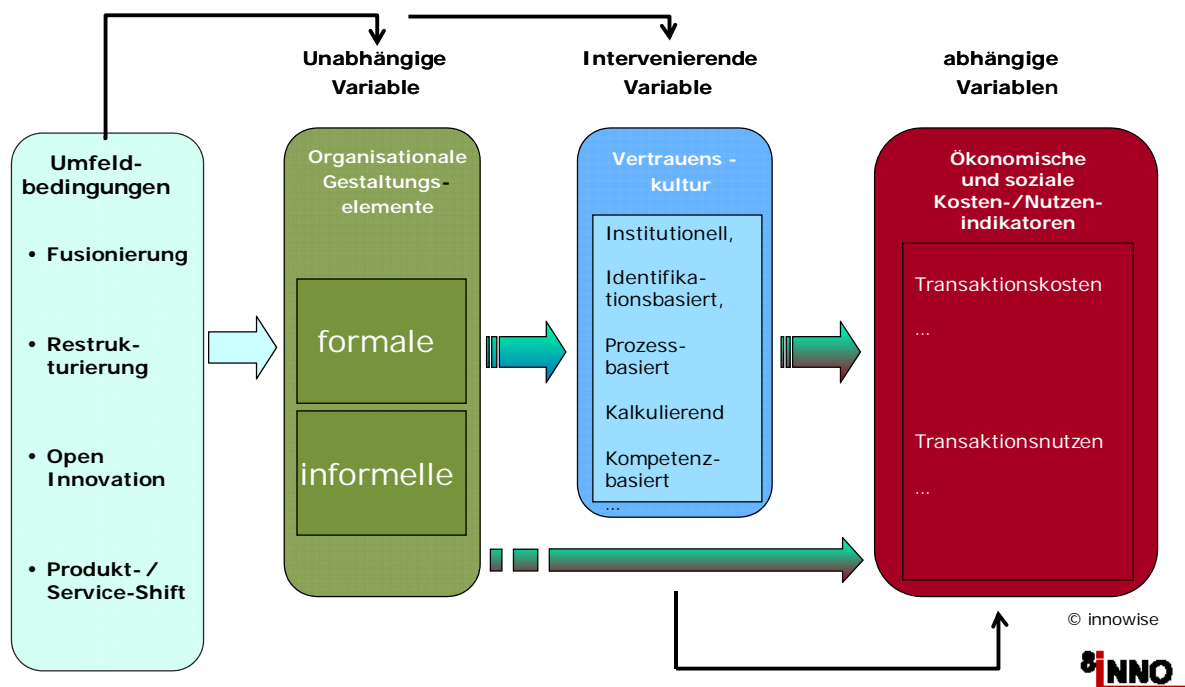 Unabhängige
Variable
Intervenierende
Variable
abhängige
Variablen
Umfeld-
bedingungen
• Fusionierung
• Restruk-
turierung
• Open
Innovation
• Produkt- /
Service-Shift
Organisationale
Gestaltungs-
elemente
formale
informelle
Vertrauens -
kultur
Institutionell,
Identifika-
tionsbasiert,
Prozess-
basiert
Kalkulierend
Kompetenz-
basiert
...
Ökonomische
und soziale
Kosten-/Nutzen-
indikatoren
Transaktionskosten
...
Transaktionsnutzen
...
© innowise
&iNNO